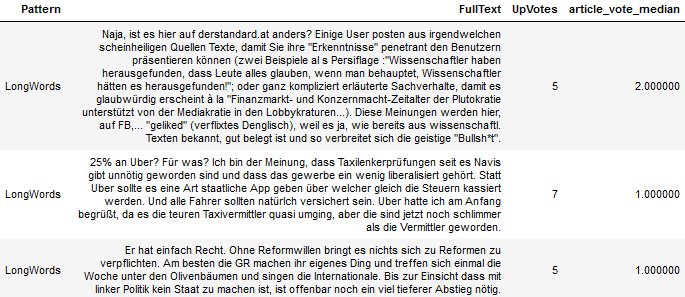 Pattern FullText UpVotes article_vote_median
Naja, ist es hier auf derstandard.at anders? Einige User posten aus irgendwelchen
scheinheiligen Quellen Texte, damit Sie ihre "Erkenntnisse" penetrant den Benutzern
präsentieren können (zwei Beispiele al s Persiflage :"Wissenschaftler haben
herausgefunden, dass Leute alles glauben, wenn man behauptet, Wissenschaftler
hätten es herausgefunden!"; oder ganz kompliziert erläuterte Sachverhalte, damit es
LongWords 5 2.000000
glaubwürdig erscheint à la "Finanzmarkt- und Konzernmacht-Zeitalter der Plutokratie
unterstützt von der Mediakratie in den Lobbykraturen...). Diese Meinungen werden hier,
auf FB,... "geliked" (verflixtes Denglisch), weil es ja, wie bereits aus wissenschaftl.
Texten bekannt, gut belegt ist und so verbreitet sich die geistige "Bullsh*t".
25% an Uber? Für was? Ich bin der Meinung, dass Taxilenkerprüfungen seit es Navis
gibt unnötig geworden sind und dass das gewerbe ein wenig liberalisiert gehört. Statt
Uber sollte es eine Art staatliche App geben über welcher gleich die Steuern kassiert
LongWords 7 1.000000
werden. Und alle Fahrer sollten natürlch versichert sein. Uber hatte ich am Anfang
begrüßt, da es die teuren Taxivermittler quasi umging, aber die sind jetzt noch schlimmer
als die Vermittler geworden.
Er hat einfach Recht. Ohne Reformwillen bringt es nichts sich zu Reformen zu
verpflichten. Am besten die GR machen ihr eigenes Ding und treffen sich einmal die
LongWords 5 1.000000
Woche unter den Olivenbäumen und singen die Internationale. Bis zur Einsicht dass mit
linker Politik kein Staat zu machen ist, ist offenbar noch ein viel tieferer Abstieg nötig.